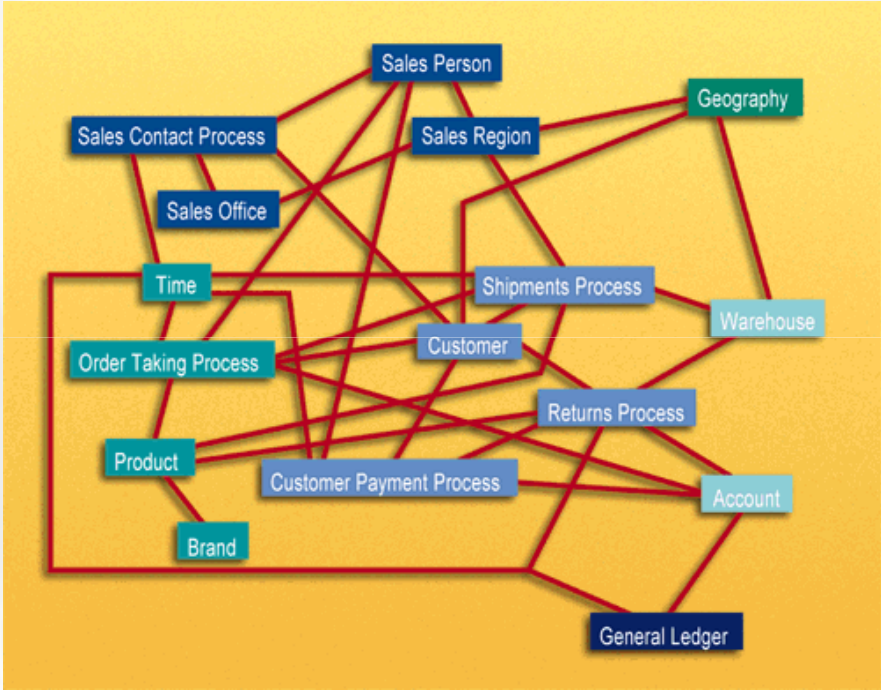 Sales Person
Geography
Sales Contact Process
Sales Region
Sales Office
Time
Shipments Process
Warehouse
Customer
Order Taking Process
Returns Process
Product
Customer Payment Process
Account
Brand
General Ledger